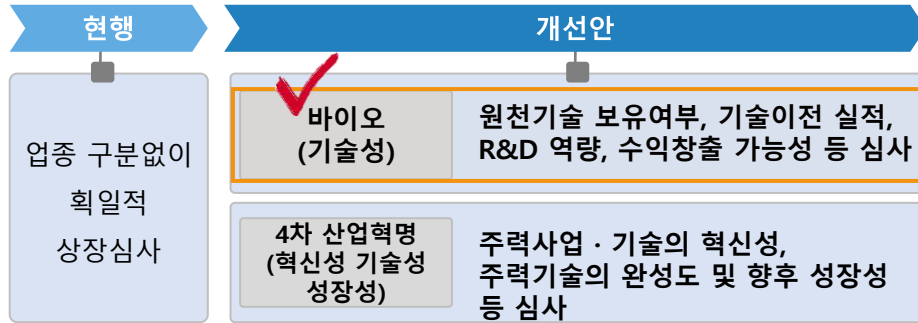 현행
개선안
업종 구분없이
획일적
상장심사
바이오
(기술성)
원천기술 보유여부, 기술이전 실적,
R&D 역량, 수익창출 가능성 등 심사
4차 산업혁명
(혁신성 기술성
성장성)
주력사업 · 기술의 혁신성,
주력기술의 완성도 및 향후 성장성
등 심사